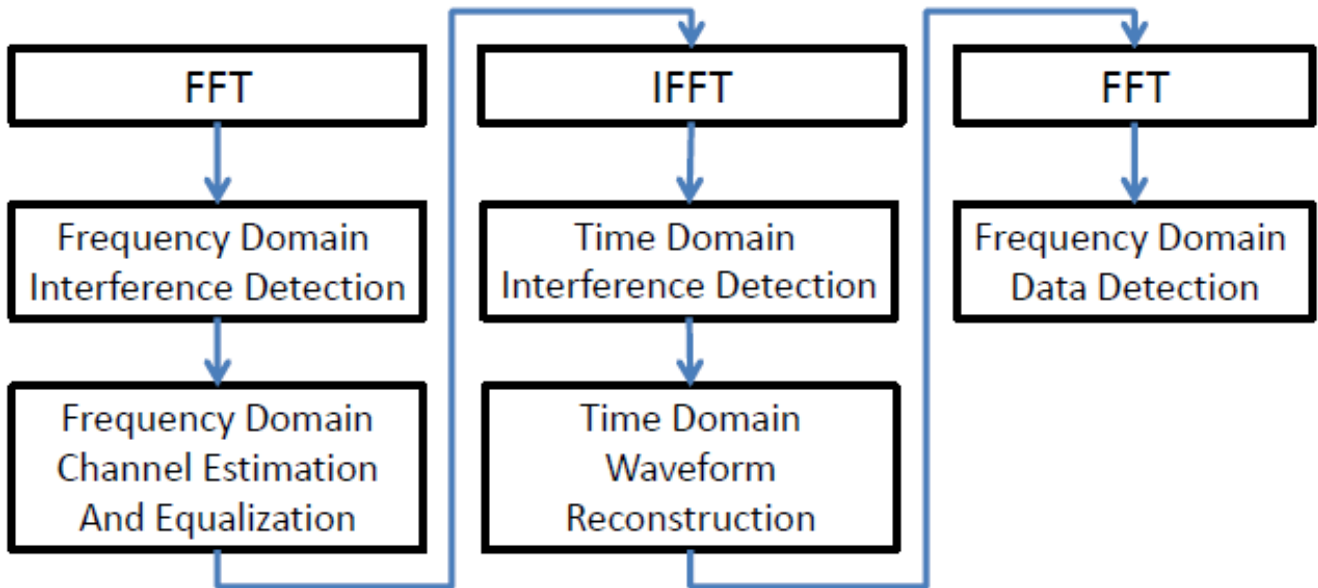 FFT
Frequency Domain
Interference Detection
Frequency Domain
Channel Estimation
And Equalization
IFFT
Time Domain
Interference Detection
Time Domain
Waveform
Reconstruction
FFT
Frequency Domain
Data Detection